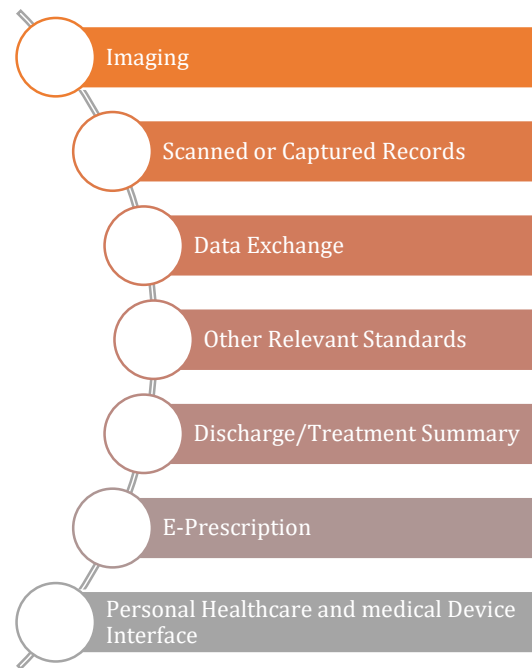 Imaging
Scanned or Captured Records
Data Exchange
Other Relevant Standards
Discharge/Treatment Summary
E-Prescription
Personal Healthcare and medical Device
Interface